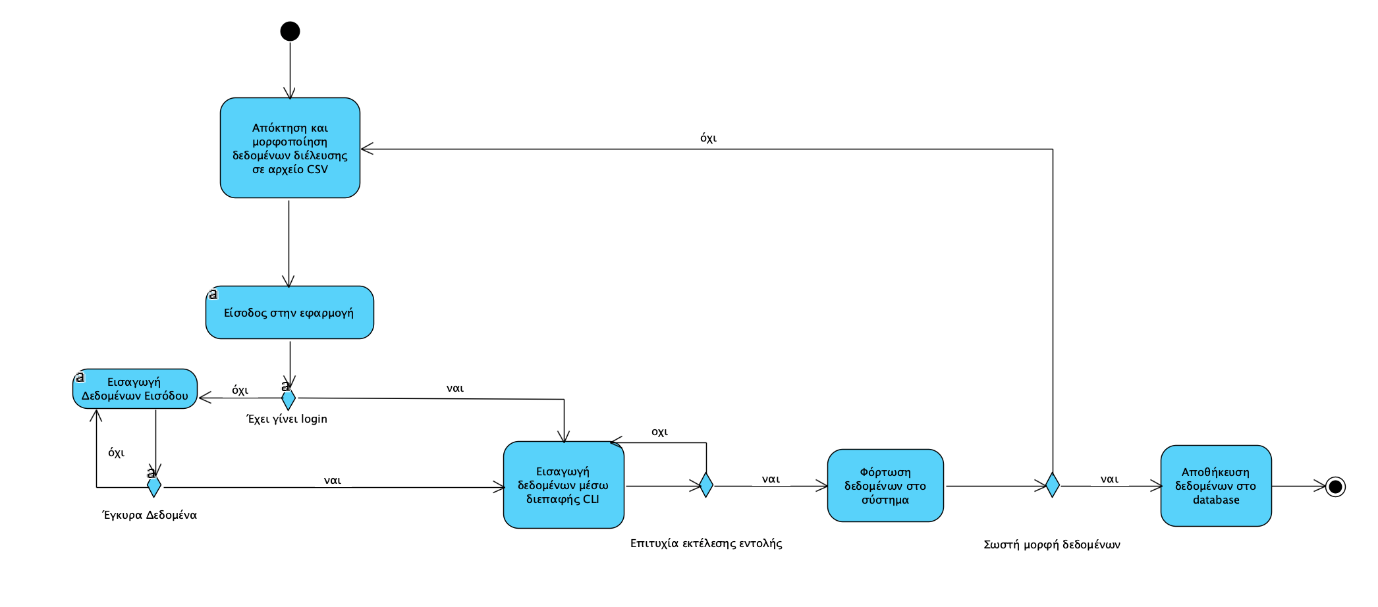 Απόκτηση και
μορφοποίηση
δεδομένων διέλευσης
σε αρχείο CSV
όχι
a
Είσοδος στην εφαρμογή
a
Εισαγωγή
Δεδομένων Εισόδου
όχι
a
ναι
Έχει γίνει login
όχι
a
ναι
Έγκυρα Δεδομένα
Εισαγωγή
δεδομένων μέσω
διεπαφής CLI
οχι
ναι
Επιτυχία εκτέλεσης εντολής
Φόρτωση
δεδομένων στο
σύστημα
ναι
Σωστή μορφή δεδομένων
Αποθήκευση
δεδομένων στο
database